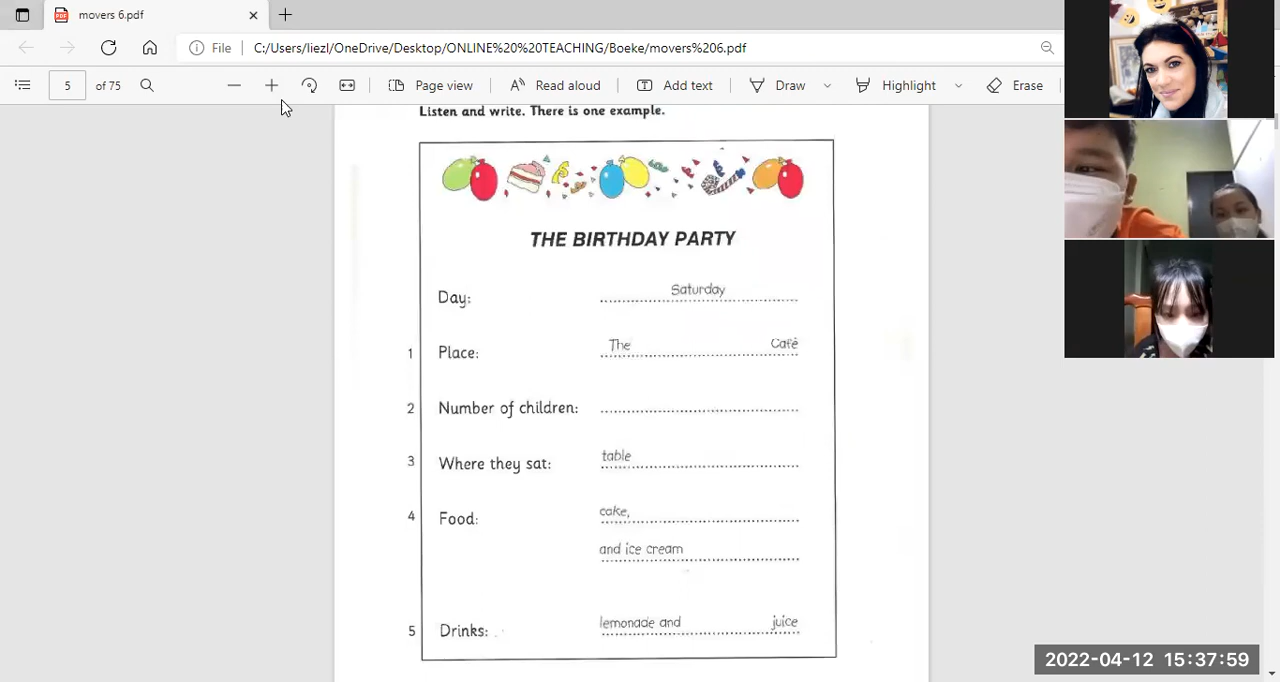 movers 6.pdf
File
C:/Users/liezl/OneDrive/Desktop/ONLINE%20%20TEACHING/Boeke/movers%206.pdf
5 of 75
Page view
Read aloud
Add text
Draw
Highlight
Erase
Listen and write. There is one example.
THE BIRTHDAY PARTY
Day: Saturday
1 Place: The Café
2 Number of children:
3 Where they sat: table
4 Food: cake,
and ice cream
5 Drinks: lemonade and juice
2022-04-12 15:37:59